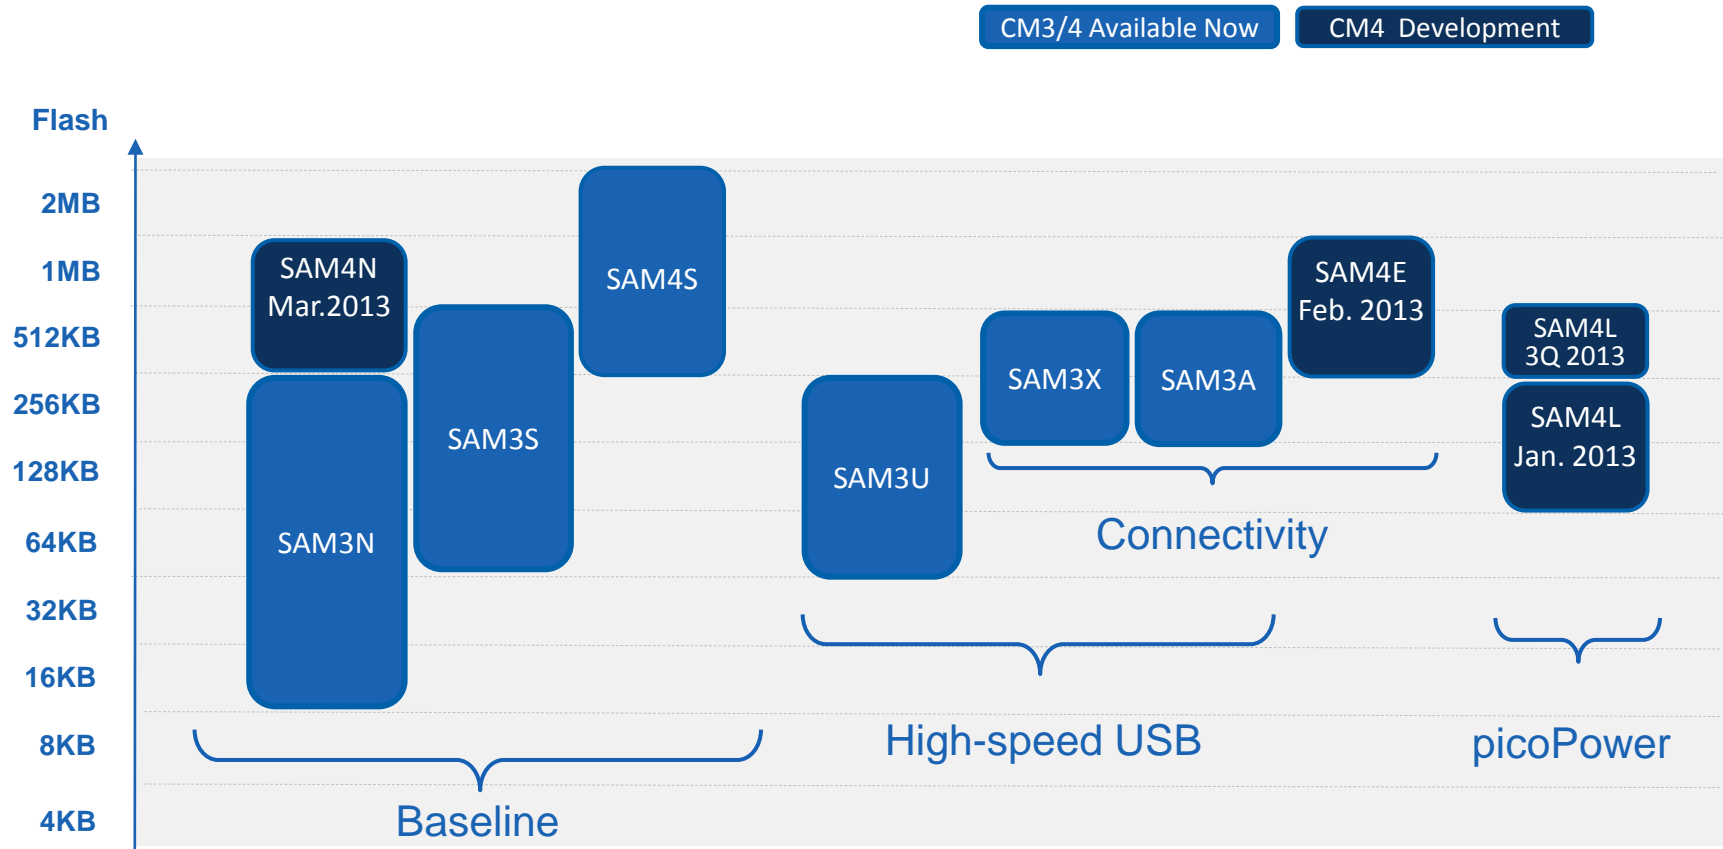 CM3/4 Available Now
CM4 Development
Flash
2MB
1MB
512KB
256KB
128KB
64KB
32KB
16KB
8KB
4KB
SAM4N
Mar.2013
SAM3N
SAM3S
SAM4S
SAM3U
SAM3X
SAM3A
SAM4E
Feb. 2013
SAM4L
3Q 2013
SAM4L
Jan. 2013
Connectivity
High-speed USB
picoPower
Baseline